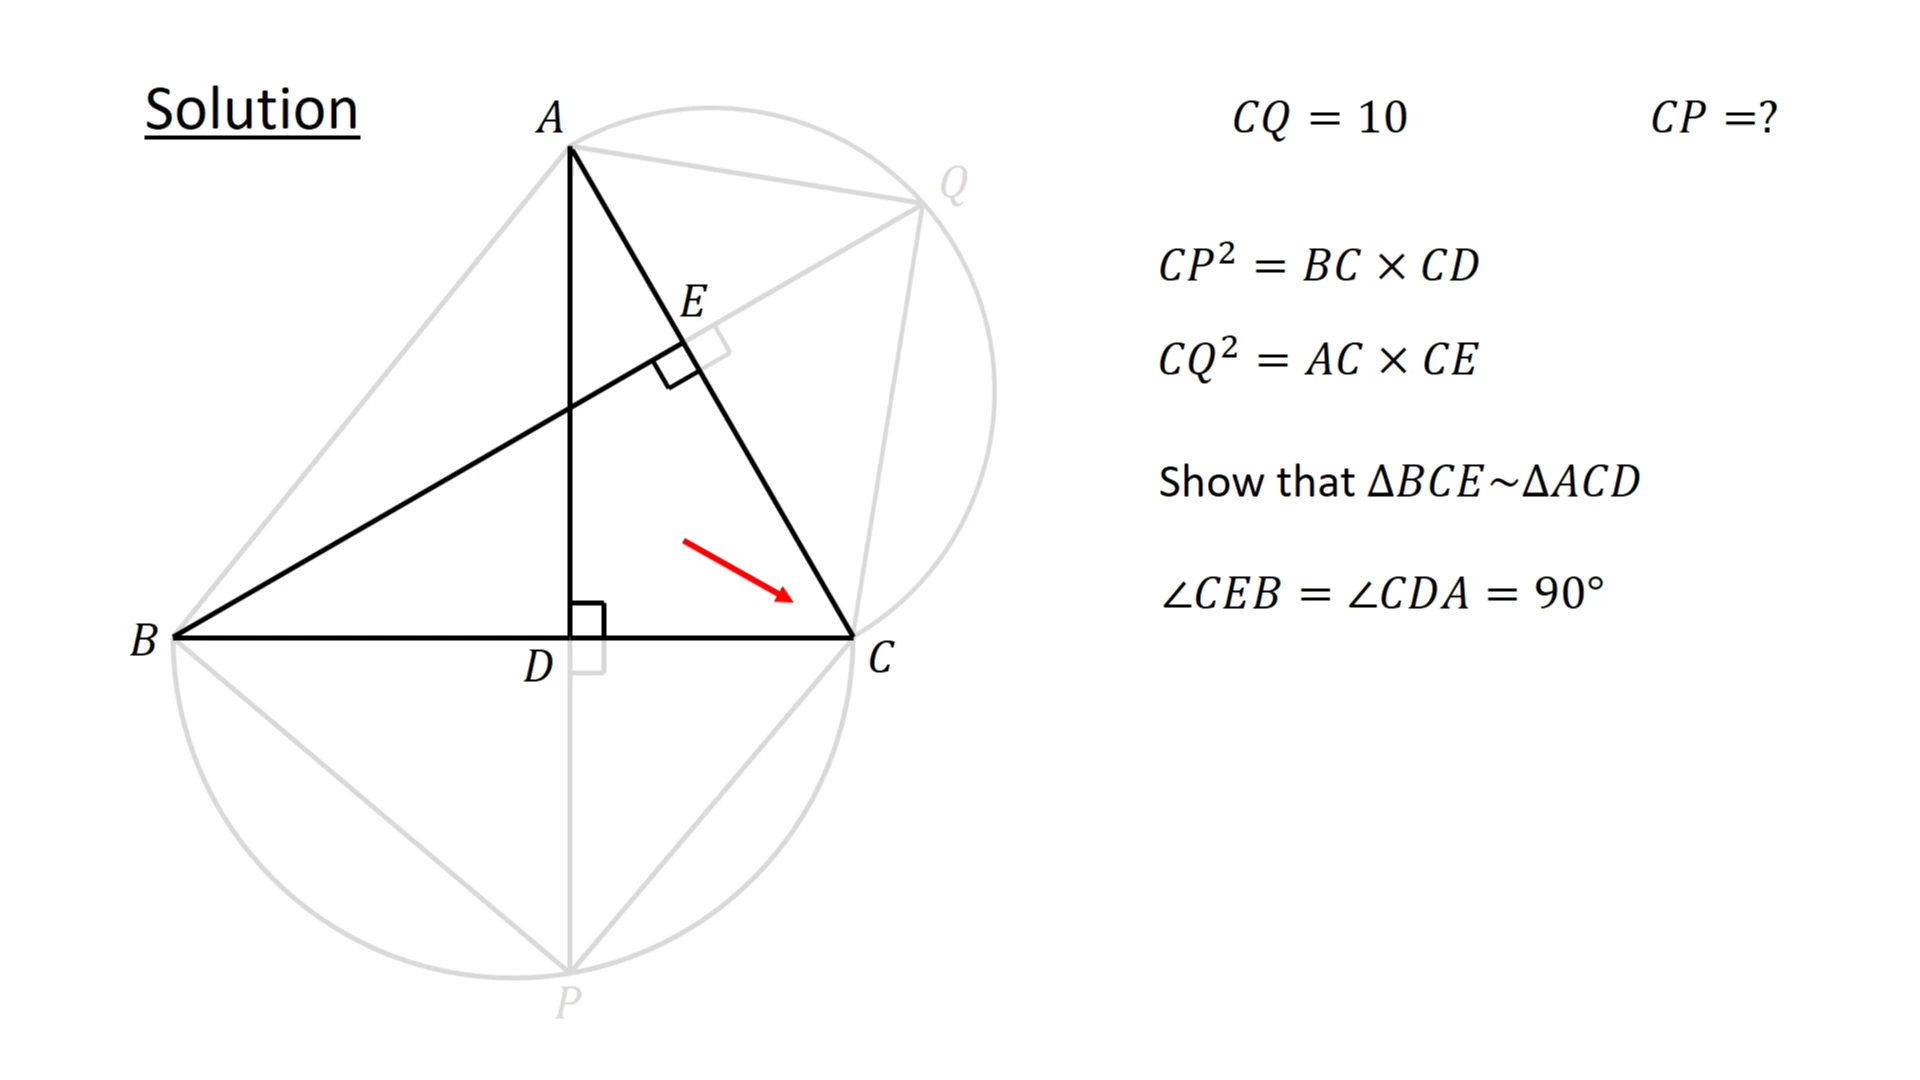 Solution
A
CQ = 10
CP =?
Q
CP² = BC × CD
E
CQ² = AC × CE
Show that ΔBCE~ΔACD
∠CEB = ∠CDA = 90°
B
D
C
P